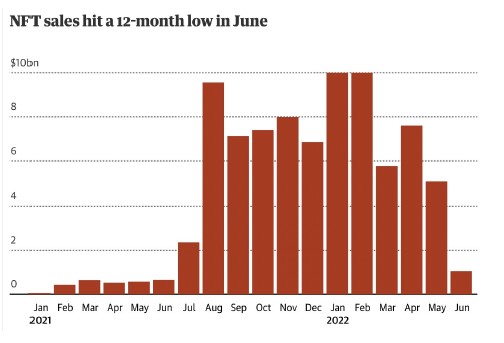 NFT sales hit a 12-month low in June
$10bn
8
6
4
2
0
Jan Feb Mar Apr May Jun Jul Aug Sep Oct Nov Dec Jan Feb Mar Apr May Jun
2021 2022